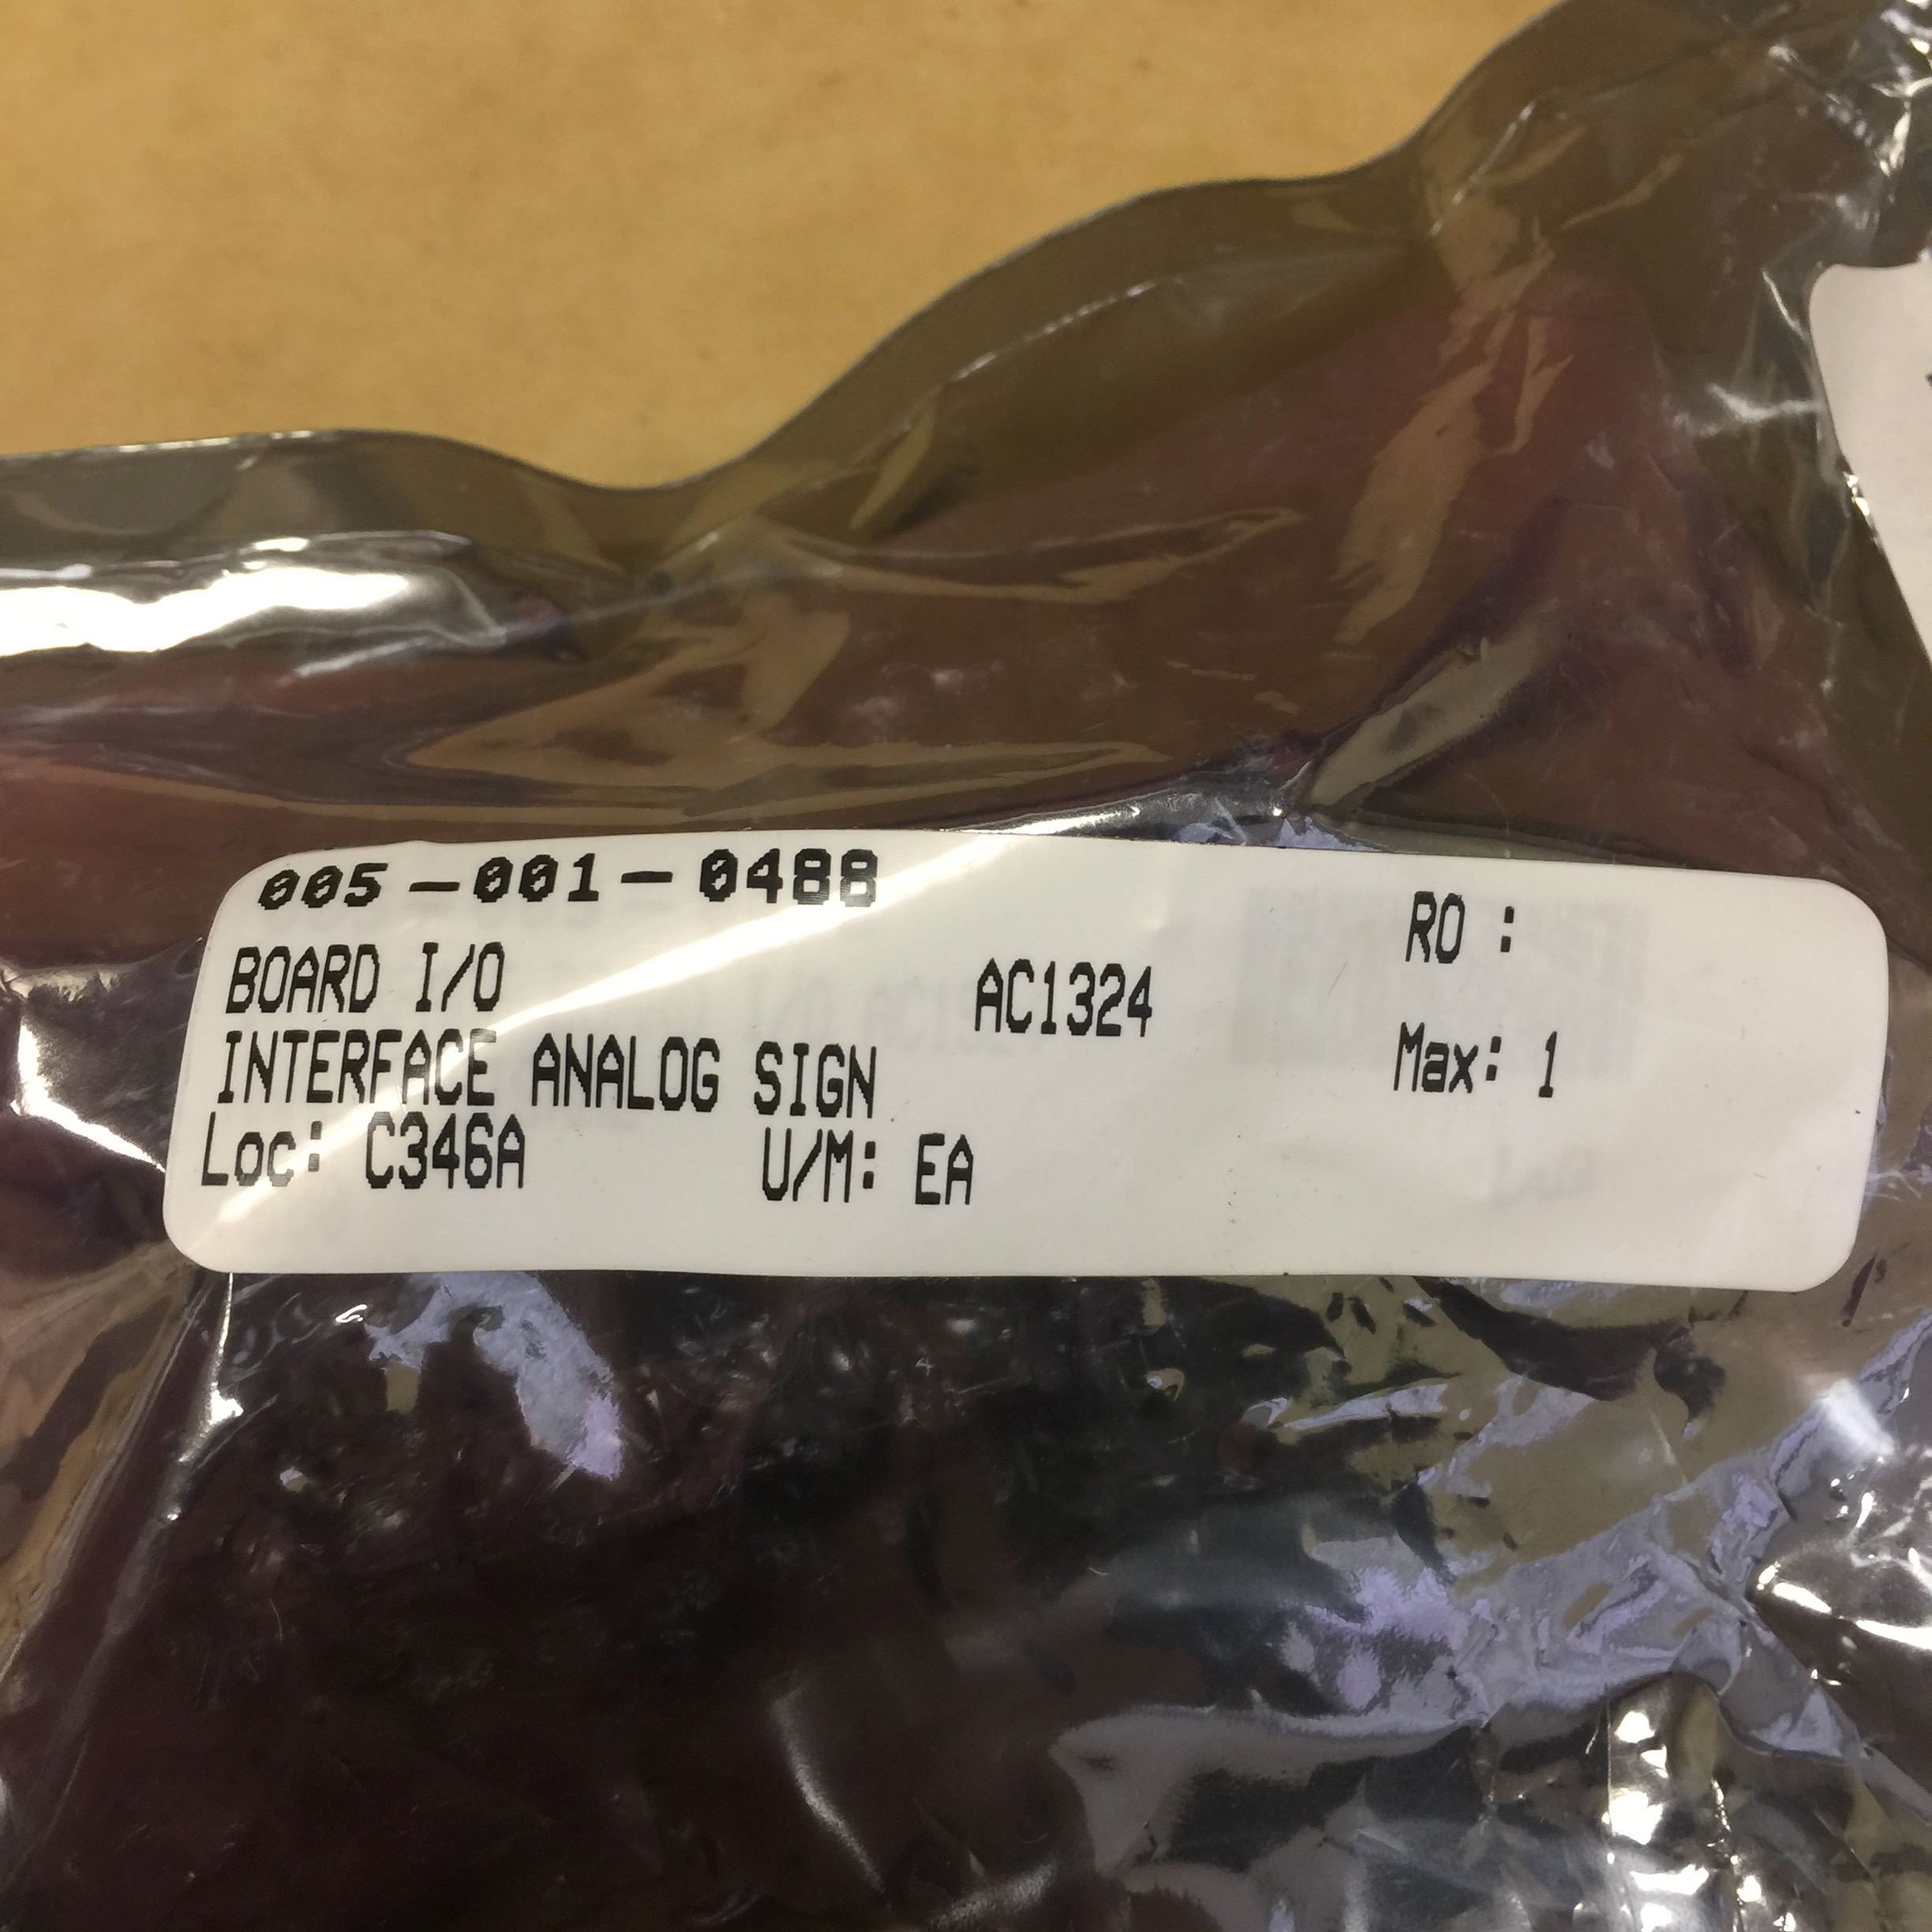 005-001-0488
RO :
BOARD I/O AC1324
INTERFACE ANALOG SIGN
Max: 1
Loc: C346A U/M: EA